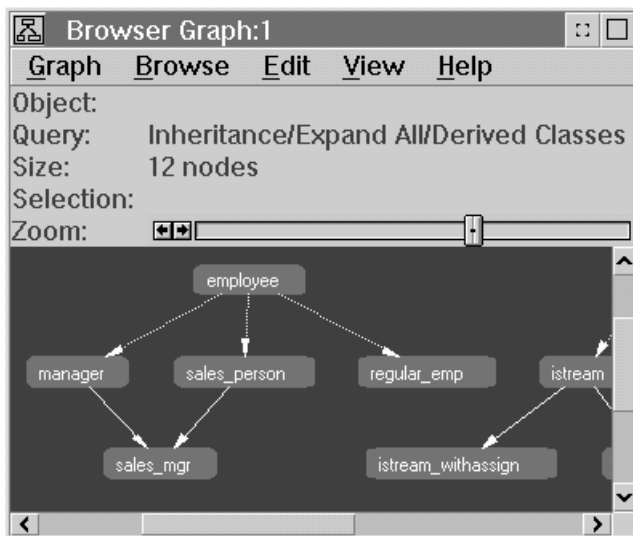 Browser Graph:1
Graph Browse Edit View Help
Object:
Query: Inheritance/Expand All/Derived Classes
Size: 12 nodes
Selection:
Zoom:
employee
manager sales_person regular_emp istream
sales_mgr istream_withassign